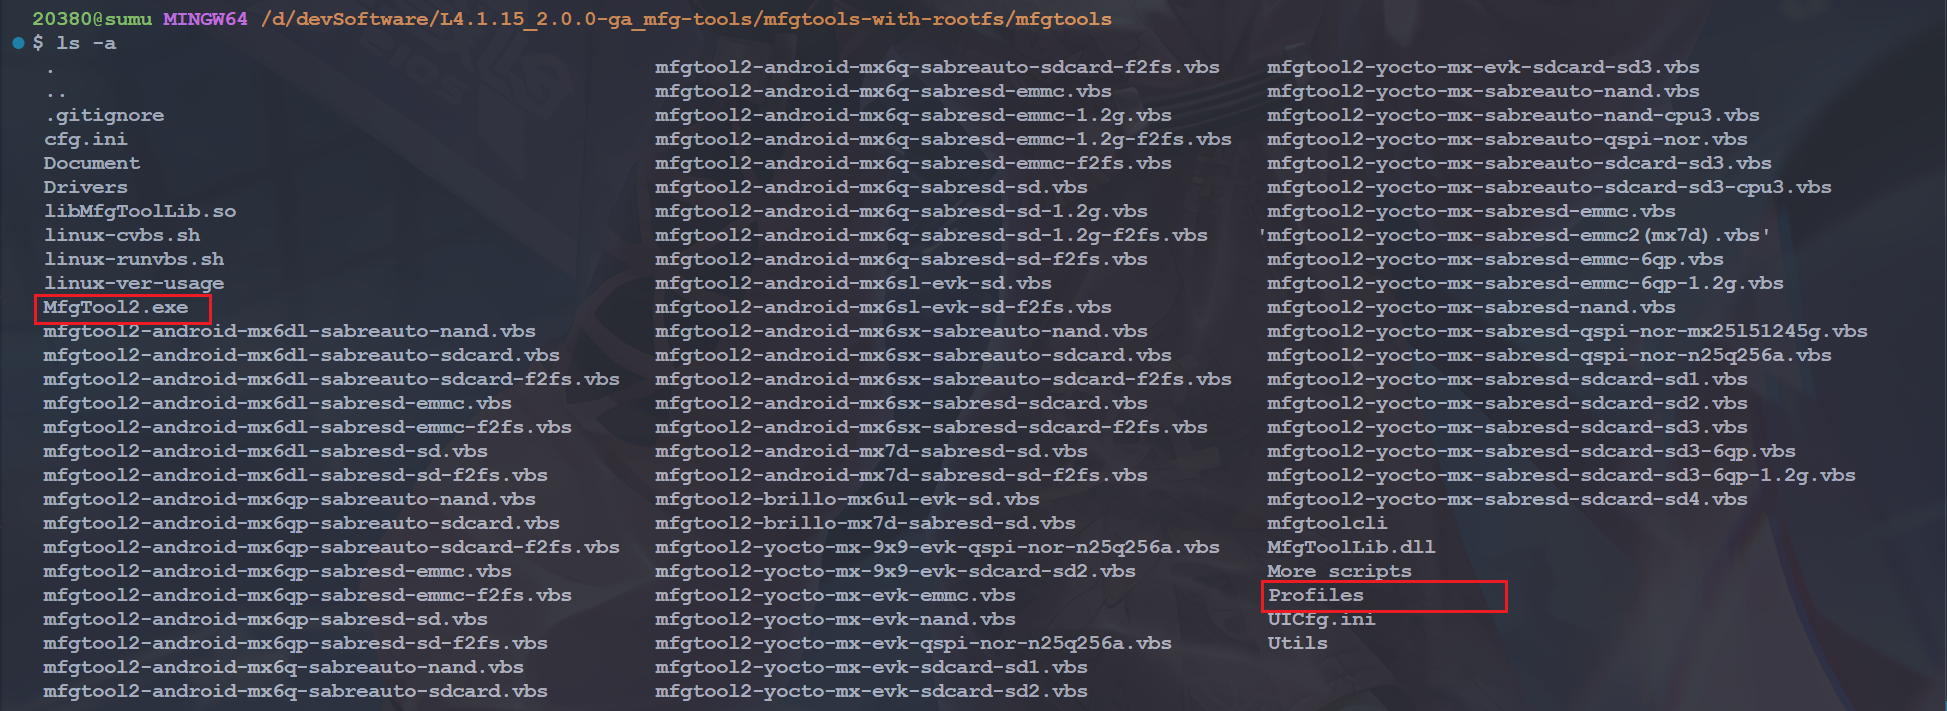 20380@sumu MINGW64 /d/devSoftware/L4.1.15_2.0.0-ga_mfg-tools/mfgtools-with-rootfs/mfgtools
$ ls -a
. mfgtool2-android-mx6q-sabreauto-sdcard-f2fs.vbs mfgtool2-yocto-mx-evk-sdcard-sd3.vbs
.. mfgtool2-android-mx6q-sabresd-emmc.vbs mfgtool2-yocto-mx-sabreauto-nand.vbs
.gitignore mfgtool2-android-mx6q-sabresd-emmc-1.2g.vbs mfgtool2-yocto-mx-sabreauto-nand-cpu3.vbs
cfg.ini mfgtool2-android-mx6q-sabresd-emmc-1.2g-f2fs.vbs mfgtool2-yocto-mx-sabreauto-qspi-nor.vbs
Document mfgtool2-android-mx6q-sabresd-emmc-f2fs.vbs mfgtool2-yocto-mx-sabreauto-sdcard-sd3.vbs
Drivers mfgtool2-android-mx6q-sabresd-sd.vbs mfgtool2-yocto-mx-sabreauto-sdcard-sd3-cpu3.vbs
libMfgToolLib.so mfgtool2-android-mx6q-sabresd-sd-1.2g.vbs mfgtool2-yocto-mx-sabresd-emmc.vbs
linux-cvbs.sh mfgtool2-android-mx6q-sabresd-sd-1.2g-f2fs.vbs 'mfgtool2-yocto-mx-sabresd-emmc2(mx7d).vbs'
linux-runvbs.sh mfgtool2-android-mx6q-sabresd-sd-f2fs.vbs mfgtool2-yocto-mx-sabresd-emmc-6qp.vbs
linux-ver-usage mfgtool2-android-mx6sl-evk-sd.vbs mfgtool2-yocto-mx-sabresd-emmc-6qp-1.2g.vbs
MfgTool2.exe mfgtool2-android-mx6sl-evk-sd-f2fs.vbs mfgtool2-yocto-mx-sabresd-nand.vbs
mfgtool2-android-mx6dl-sabreauto-nand.vbs mfgtool2-android-mx6sx-sabreauto-nand.vbs mfgtool2-yocto-mx-sabresd-qspi-nor-mx25l51245g.vbs
mfgtool2-android-mx6dl-sabreauto-sdcard.vbs mfgtool2-android-mx6sx-sabreauto-sdcard.vbs mfgtool2-yocto-mx-sabresd-qspi-nor-n25q256a.vbs
mfgtool2-android-mx6dl-sabreauto-sdcard-f2fs.vbs mfgtool2-android-mx6sx-sabreauto-sdcard-f2fs.vbs mfgtool2-yocto-mx-sabresd-sdcard-sd1.vbs
mfgtool2-android-mx6dl-sabresd-emmc.vbs mfgtool2-android-mx6sx-sabresd-sdcard.vbs mfgtool2-yocto-mx-sabresd-sdcard-sd2.vbs
mfgtool2-android-mx6dl-sabresd-emmc-f2fs.vbs mfgtool2-android-mx6sx-sabresd-sdcard-f2fs.vbs mfgtool2-yocto-mx-sabresd-sdcard-sd3.vbs
mfgtool2-android-mx6dl-sabresd-sd.vbs mfgtool2-android-mx7d-sabresd-sd.vbs mfgtool2-yocto-mx-sabresd-sdcard-sd3-6qp.vbs
mfgtool2-android-mx6dl-sabresd-sd-f2fs.vbs mfgtool2-android-mx7d-sabresd-sd-f2fs.vbs mfgtool2-yocto-mx-sabresd-sdcard-sd3-6qp-1.2g.vbs
mfgtool2-android-mx6qp-sabreauto-nand.vbs mfgtool2-brillo-mx6ul-evk-sd.vbs mfgtool2-yocto-mx-sabresd-sdcard-sd4.vbs
mfgtool2-android-mx6qp-sabreauto-sdcard.vbs mfgtool2-brillo-mx7d-sabresd-sd.vbs mfgtoolcli
mfgtool2-android-mx6qp-sabreauto-sdcard-f2fs.vbs mfgtool2-yocto-mx-9x9-evk-qspi-nor-n25q256a.vbs MfgToolLib.dll
mfgtool2-android-mx6qp-sabresd-emmc.vbs mfgtool2-yocto-mx-9x9-evk-sdcard-sd2.vbs More scripts
mfgtool2-android-mx6qp-sabresd-emmc-f2fs.vbs mfgtool2-yocto-mx-evk-emmc.vbs Profiles
mfgtool2-android-mx6qp-sabresd-sd.vbs mfgtool2-yocto-mx-evk-nand.vbs UICfg.ini
mfgtool2-android-mx6qp-sabresd-sd-f2fs.vbs mfgtool2-yocto-mx-evk-qspi-nor-n25q256a.vbs Utils
mfgtool2-android-mx6q-sabreauto-nand.vbs mfgtool2-yocto-mx-evk-sdcard-sd1.vbs
mfgtool2-android-mx6q-sabreauto-sdcard.vbs mfgtool2-yocto-mx-evk-sdcard-sd2.vbs